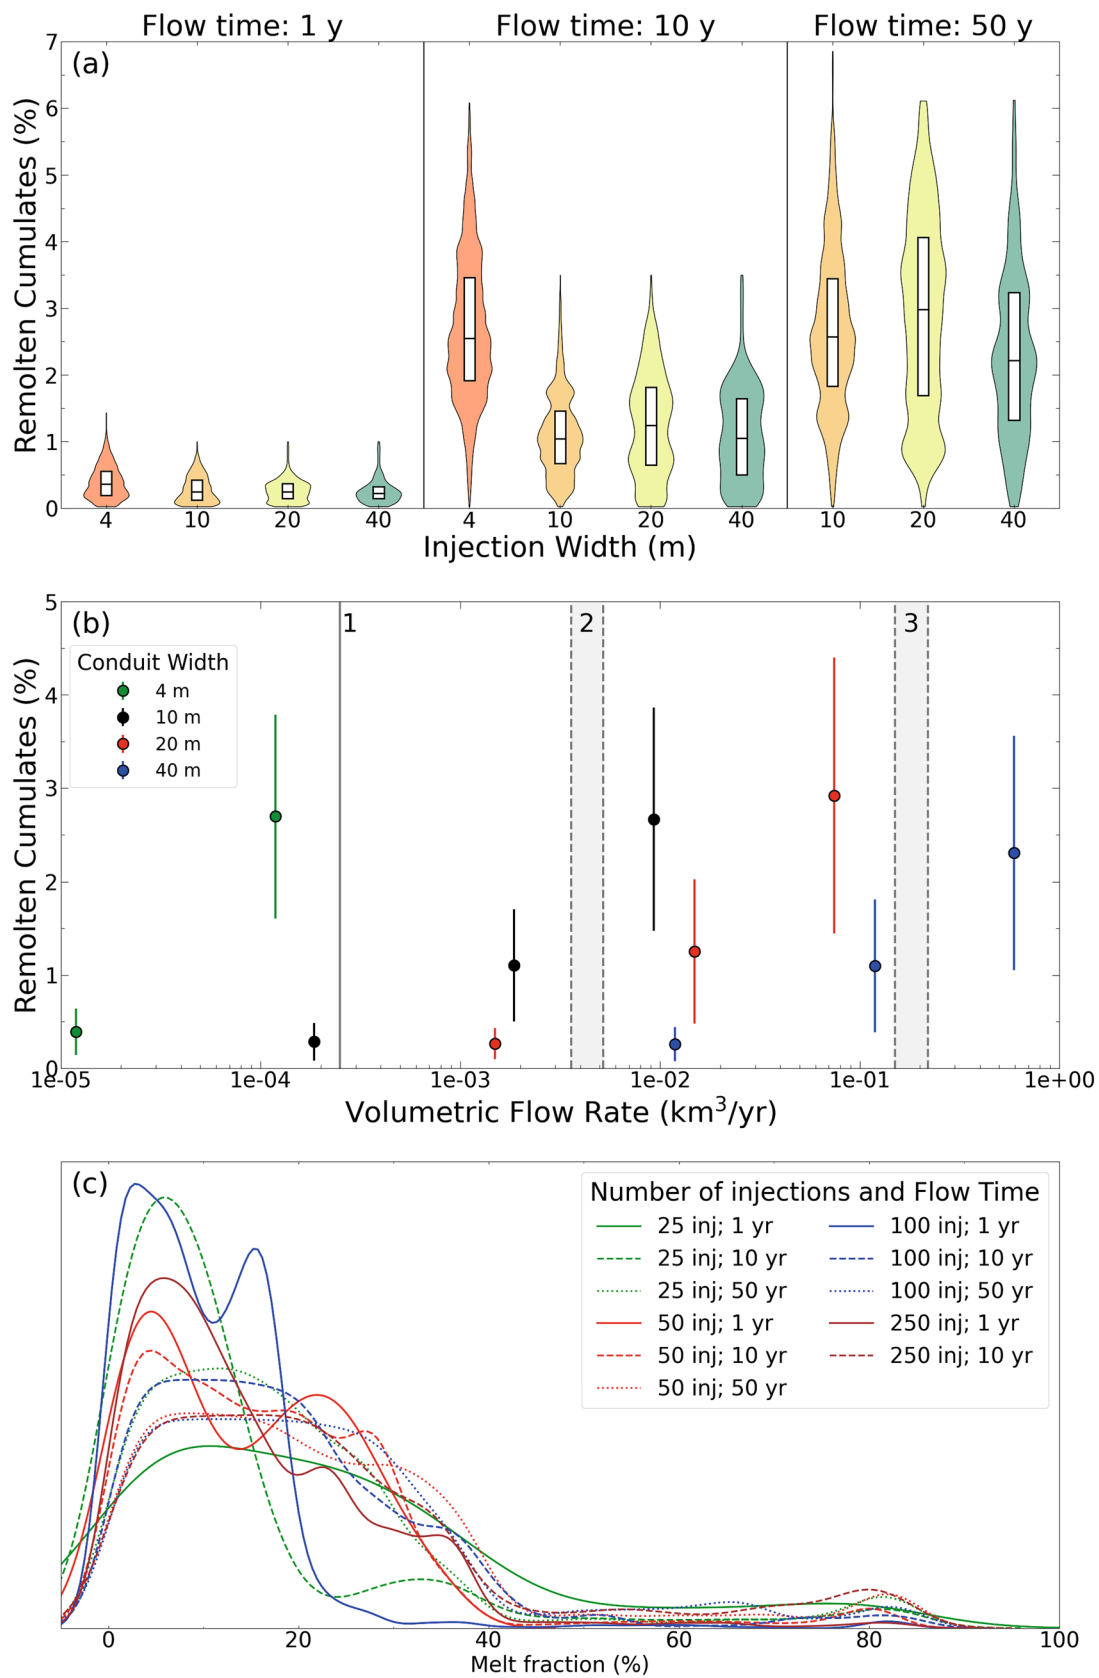 Flow time: 1 y Flow time: 10 y Flow time: 50 y
(a)
Remolten Cumulates (%)
7
6
5
4
3
2
1
0
4 10 20 40 4 10 20 40 10 20 40
Injection Width (m)
(b)
1 2 3
Remolten Cumulates (%)
5
4
3
2
1
0
Conduit Width
4 m
10 m
20 m
40 m
1e-05 1e-04 1e-03 1e-02 1e-01 1e+00
Volumetric Flow Rate (km³/yr)
(c)
Number of injections and Flow Time
25 inj; 1 yr
25 inj; 10 yr
25 inj; 50 yr
50 inj; 1 yr
50 inj; 10 yr
50 inj; 50 yr
100 inj; 1 yr
100 inj; 10 yr
100 inj; 50 yr
250 inj; 1 yr
250 inj; 10 yr
0 20 40 60 80 100
Melt fraction (%)